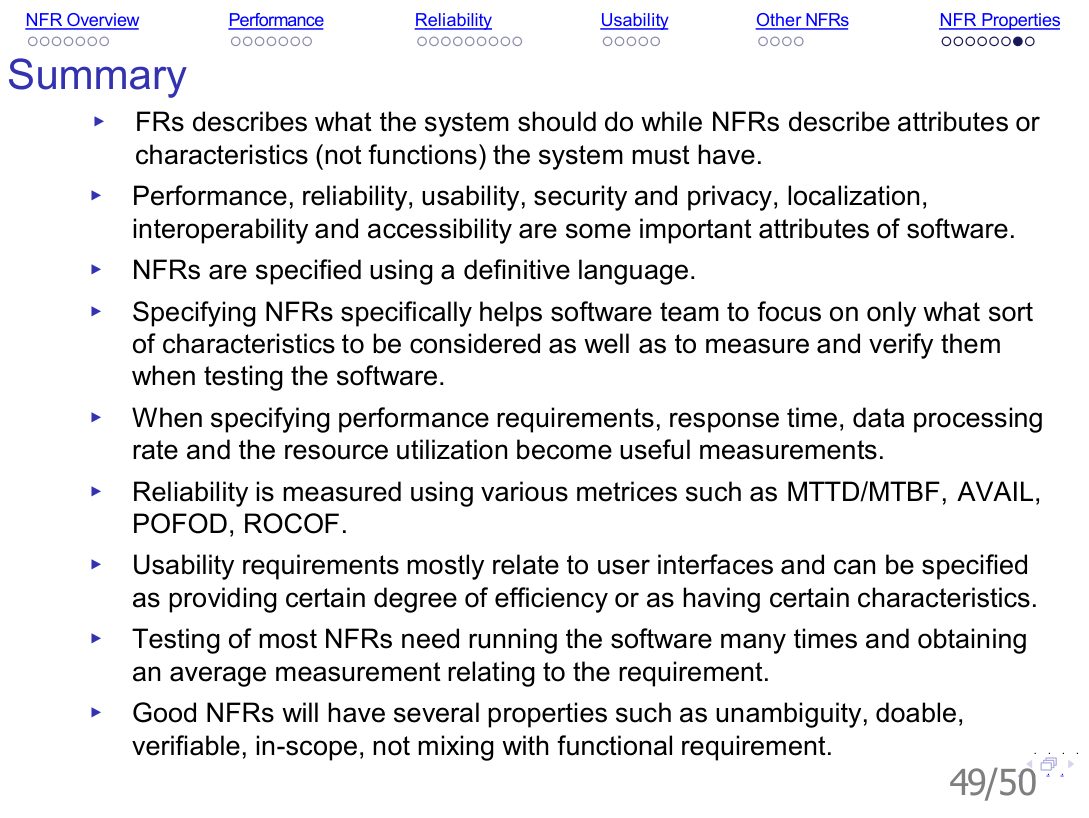 NFR Overview Performance Reliability Usability Other NFRs NFR Properties
Summary
FRs describes what the system should do while NFRs describe attributes or
characteristics (not functions) the system must have.
Performance, reliability, usability, security and privacy, localization,
interoperability and accessibility are some important attributes of software.
NFRs are specified using a definitive language.
Specifying NFRs specifically helps software team to focus on only what sort
of characteristics to be considered as well as to measure and verify them
when testing the software.
When specifying performance requirements, response time, data processing
rate and the resource utilization become useful measurements.
Reliability is measured using various metrices such as MTTD/MTBF, AVAIL,
POFOD, ROCOF.
Usability requirements mostly relate to user interfaces and can be specified
as providing certain degree of efficiency or as having certain characteristics.
Testing of most NFRs need running the software many times and obtaining
an average measurement relating to the requirement.
Good NFRs will have several properties such as unambiguity, doable,
verifiable, in-scope, not mixing with functional requirement.
49/50